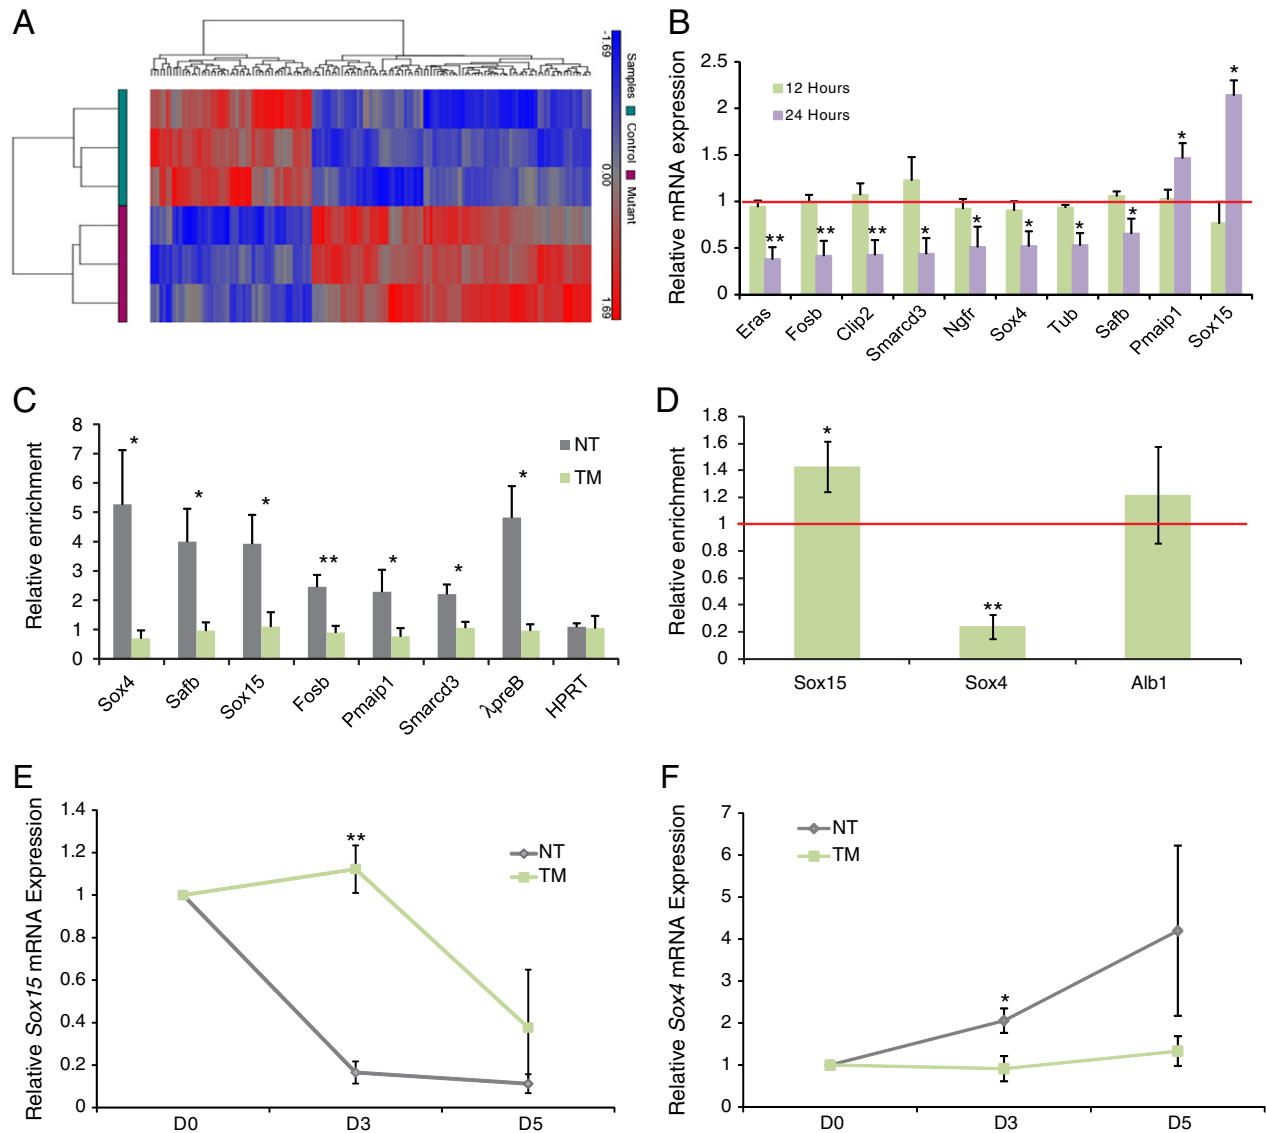 A
-1.69
0.00
1.69
Samples Control Mutant
B
Relative mRNA expression
2.5
2
1.5
1
0.5
0
12 Hours
24 Hours
** ** ** * * * * * * *
Eras Fosb Clip2 Smarcd3 Ngfr Sox4 Tub Safb Pmaip1 Sox15
C
Relative enrichment
8
7
6
5
4
3
2
1
0
NT
TM
* * * ** * * *
Sox4 Safb Sox15 Fosb Pmaip1 Smarcd3 λpreB HPRT
D
Relative enrichment
1.8
1.6
1.4
1.2
1
0.8
0.6
0.4
0.2
0
*
**
Sox15 Sox4 Alb1
E
Relative Sox15 mRNA Expression
1.4
1.2
1
0.8
0.6
0.4
0.2
0
**
NT
TM
D0 D3 D5
F
Relative Sox4 mRNA Expression
7
6
5
4
3
2
1
0
NT
TM
*
D0 D3 D5